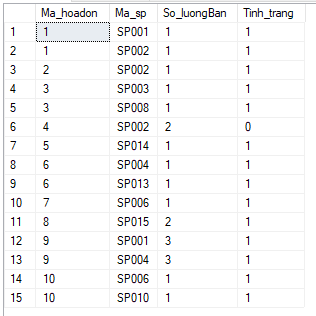 Ma_hoadon Ma_sp So_luongBan Tinh_trang
1 1 SP001 1 1
2 1 SP002 1 1
3 2 SP002 1 1
4 3 SP003 1 1
5 3 SP008 1 1
6 4 SP002 2 0
7 5 SP014 1 1
8 6 SP004 1 1
9 6 SP013 1 1
10 7 SP006 1 1
11 8 SP015 2 1
12 9 SP001 3 1
13 9 SP004 3 1
14 10 SP006 1 1
15 10 SP010 1 1